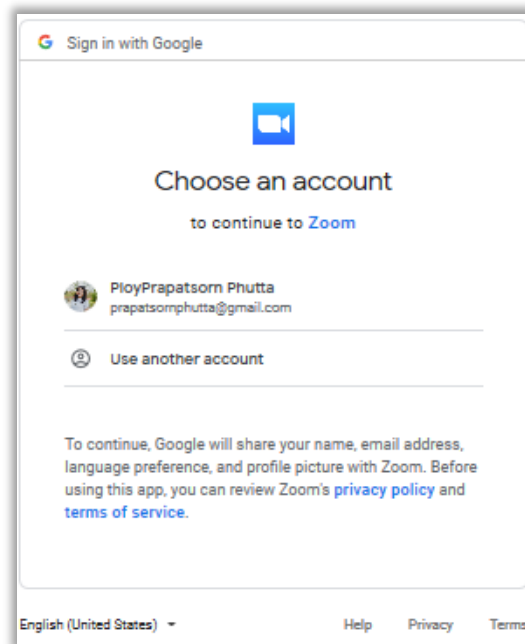 Sign in with Google
Choose an account
to continue to Zoom
PloyPrapatsorn Phutta
prapatsornphutta@gmail.com
Use another account
To continue, Google will share your name, email address,
language preference, and profile picture with Zoom. Before
using this app, you can review Zoom's privacy policy and
terms of service.
English (United States) Help Privacy Terms